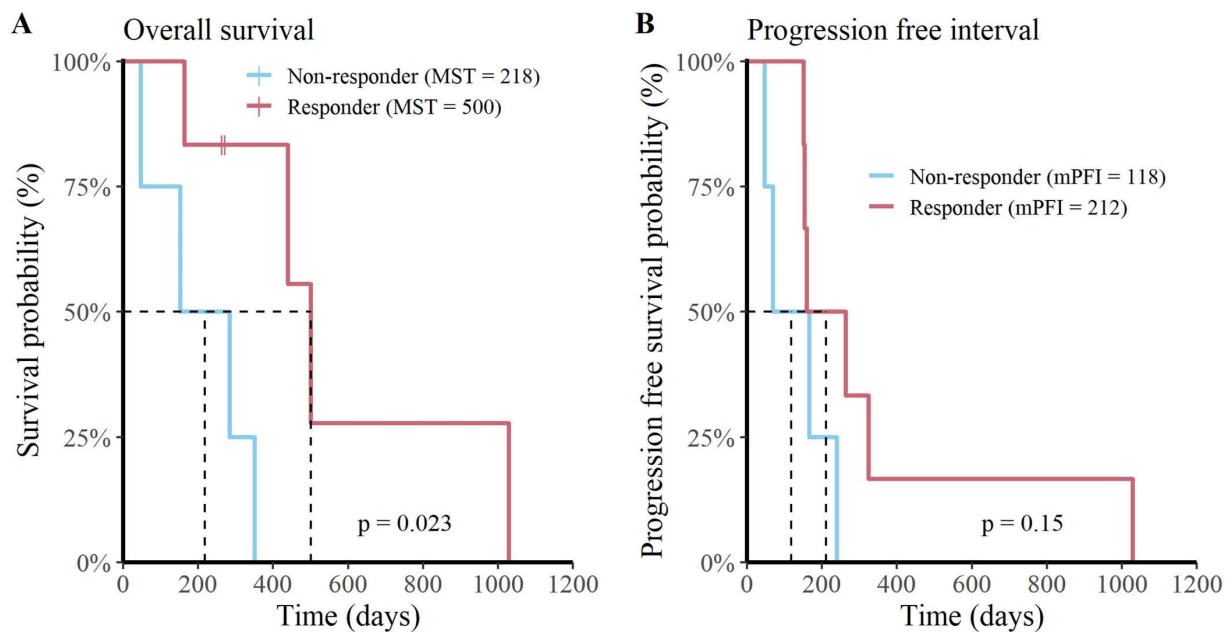 A Overall survival
Survival probability (%)
100%
75%
50%
25%
0%
Non-responder (MST = 218)
Responder (MST = 500)
p = 0.023
0 200 400 600 800 1000 1200
Time (days)
B Progression free interval
Progression free survival probability (%)
100%
75%
50%
25%
0%
Non-responder (mPFI = 118)
Responder (mPFI = 212)
p = 0.15
0 200 400 600 800 1000 1200
Time (days)